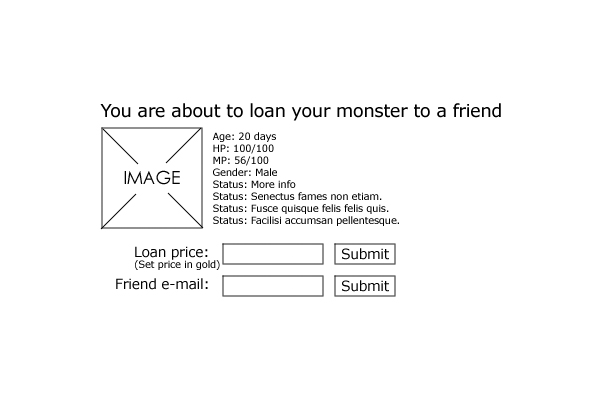 You are about to loan your monster to a friend
IMAGE
Age: 20 days
HP: 100/100
MP: 56/100
Gender: Male
Status: More info
Status: Senectus fames non etiam.
Status: Fusce quisque felis felis quis.
Status: Facilisi accumsan pellentesque.
Loan price: Submit
(Set price in gold)
Friend e-mail: Submit